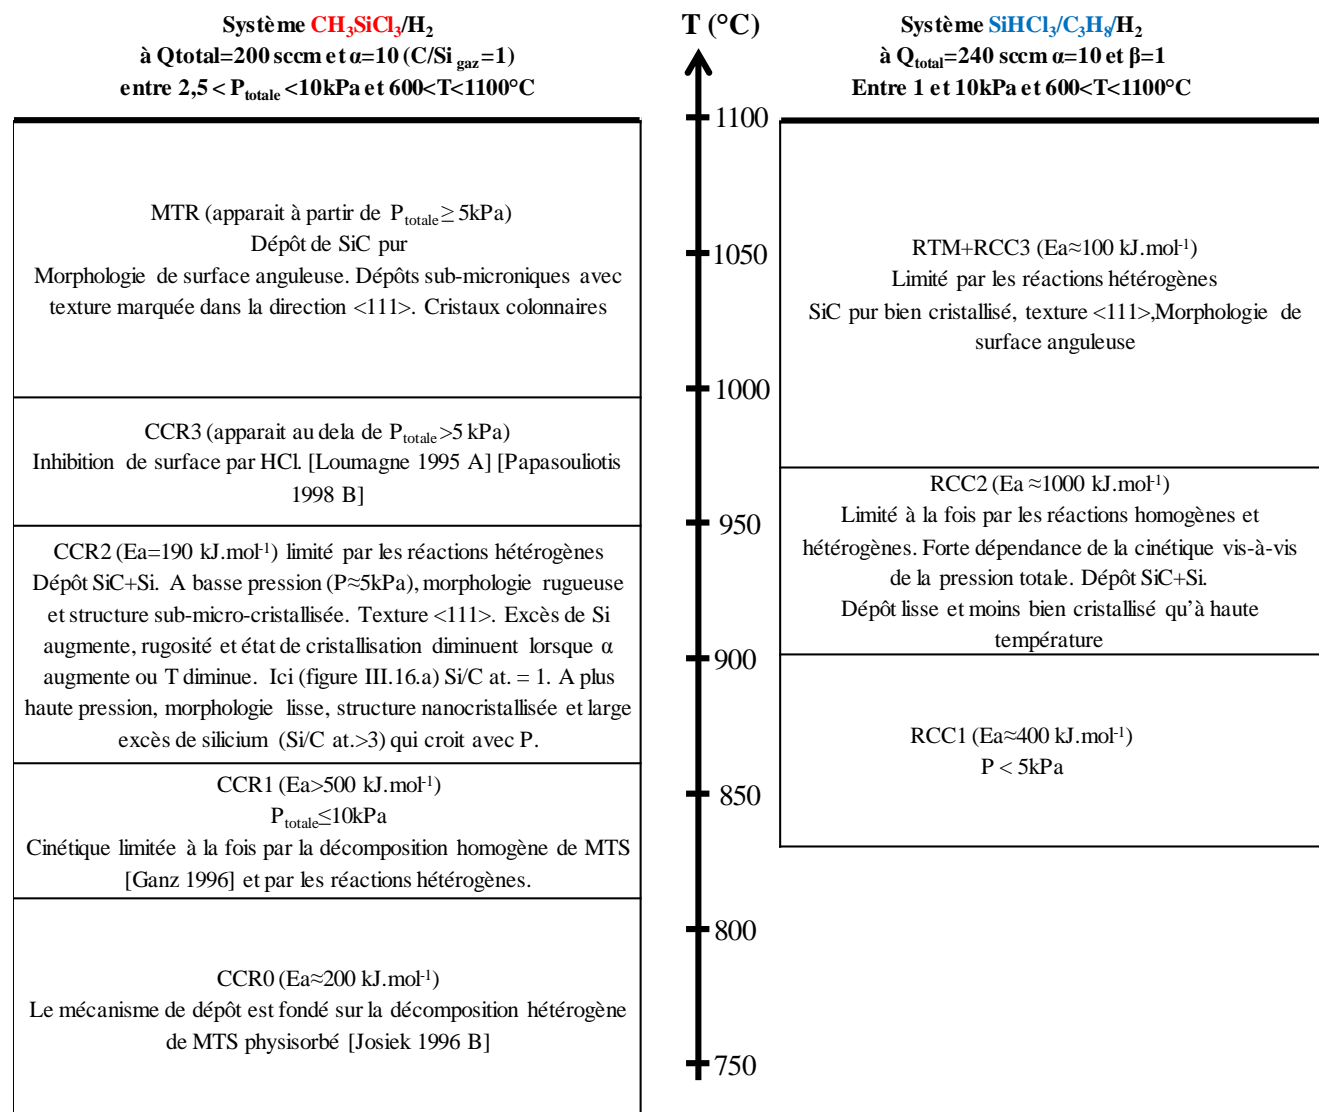 Système CH₃SiCl₃/H₂
à Qtotal=200 sccm et α=10 (C/Si gaz=1)
entre 2,5 < Ptotale <10kPa et 600<T<1100°C
MTR (apparait à partir de Ptotale ≥ 5kPa)
Dépôt de SiC pur
Morphologie de surface anguleuse. Dépôts sub-microniques avec
texture marquée dans la direction <111>. Cristaux colonnaires
CCR3 (apparait au dela de Ptotale >5 kPa)
Inhibition de surface par HCl. [Loumagne 1995 A] [Papasouliotis
1998 B]
CCR2 (Ea=190 kJ.mol⁻¹) limité par les réactions hétérogènes
Dépôt SiC+Si. A basse pression (P≈5kPa), morphologie rugueuse
et structure sub-micro-cristallisée. Texture <111>. Excès de Si
augmente, rugosité et état de cristallisation diminuent lorsque α
augmente ou T diminue. Ici (figure III.16.a) Si/C at. = 1. A plus
haute pression, morphologie lisse, structure nanocristallisée et large
excès de silicium (Si/C at.>3) qui croit avec P.
CCR1 (Ea>500 kJ.mol⁻¹)
Ptotale≤10kPa
Cinétique limitée à la fois par la décomposition homogène de MTS
[Ganz 1996] et par les réactions hétérogènes.
CCR0 (Ea≈200 kJ.mol⁻¹)
Le mécanisme de dépôt est fondé sur la décomposition hétérogène
de MTS physisorbé [Josiek 1996 B]
T (°C)
1100
1050
1000
950
900
850
800
750
Système SiHCl₃/C₃H₈/H₂
à Qtotal=240 sccm α=10 et β=1
Entre 1 et 10kPa et 600<T<1100°C
RTM+RCC3 (Ea≈100 kJ.mol⁻¹)
Limité par les réactions hétérogènes
SiC pur bien cristallisé, texture <111>,Morphologie de
surface anguleuse
RCC2 (Ea ≈1000 kJ.mol⁻¹)
Limité à la fois par les réactions homogènes et
hétérogènes. Forte dépendance de la cinétique vis-à-vis
de la pression totale. Dépôt SiC+Si.
Dépôt lisse et moins bien cristallisé qu'à haute
température
RCC1 (Ea≈400 kJ.mol⁻¹)
P < 5kPa